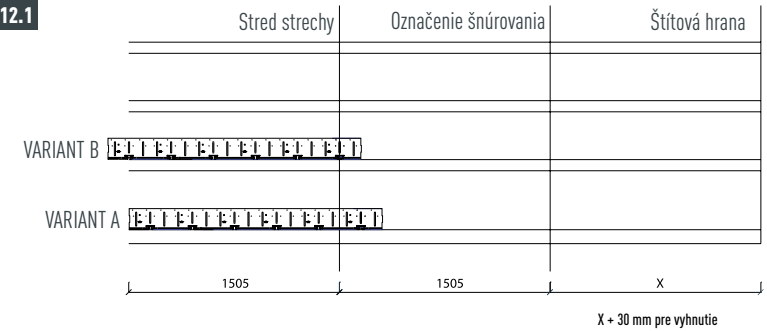 12.1
Stred strechy
Označenie šnúrovania
Štítová hrana
VARIANT B
VARIANT A
1505
1505
X
X + 30 mm pre vyhnutie